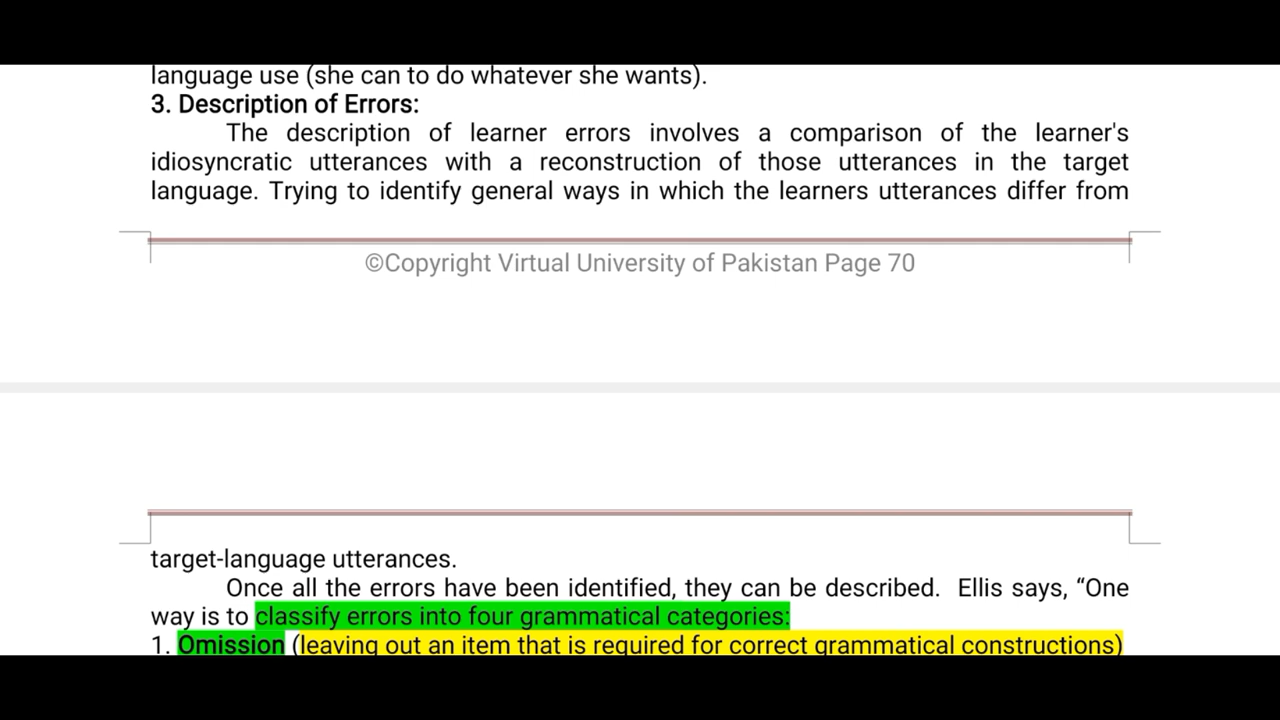 language use (she can to do whatever she wants).
3. Description of Errors:
The description of learner errors involves a comparison of the learner's
idiosyncratic utterances with a reconstruction of those utterances in the target
language. Trying to identify general ways in which the learners utterances differ from
©Copyright Virtual University of Pakistan Page 70
target-language utterances.
Once all the errors have been identified, they can be described. Ellis says, “One
way is to classify errors into four grammatical categories:
1. Omission (leaving out an item that is required for correct grammatical constructions)